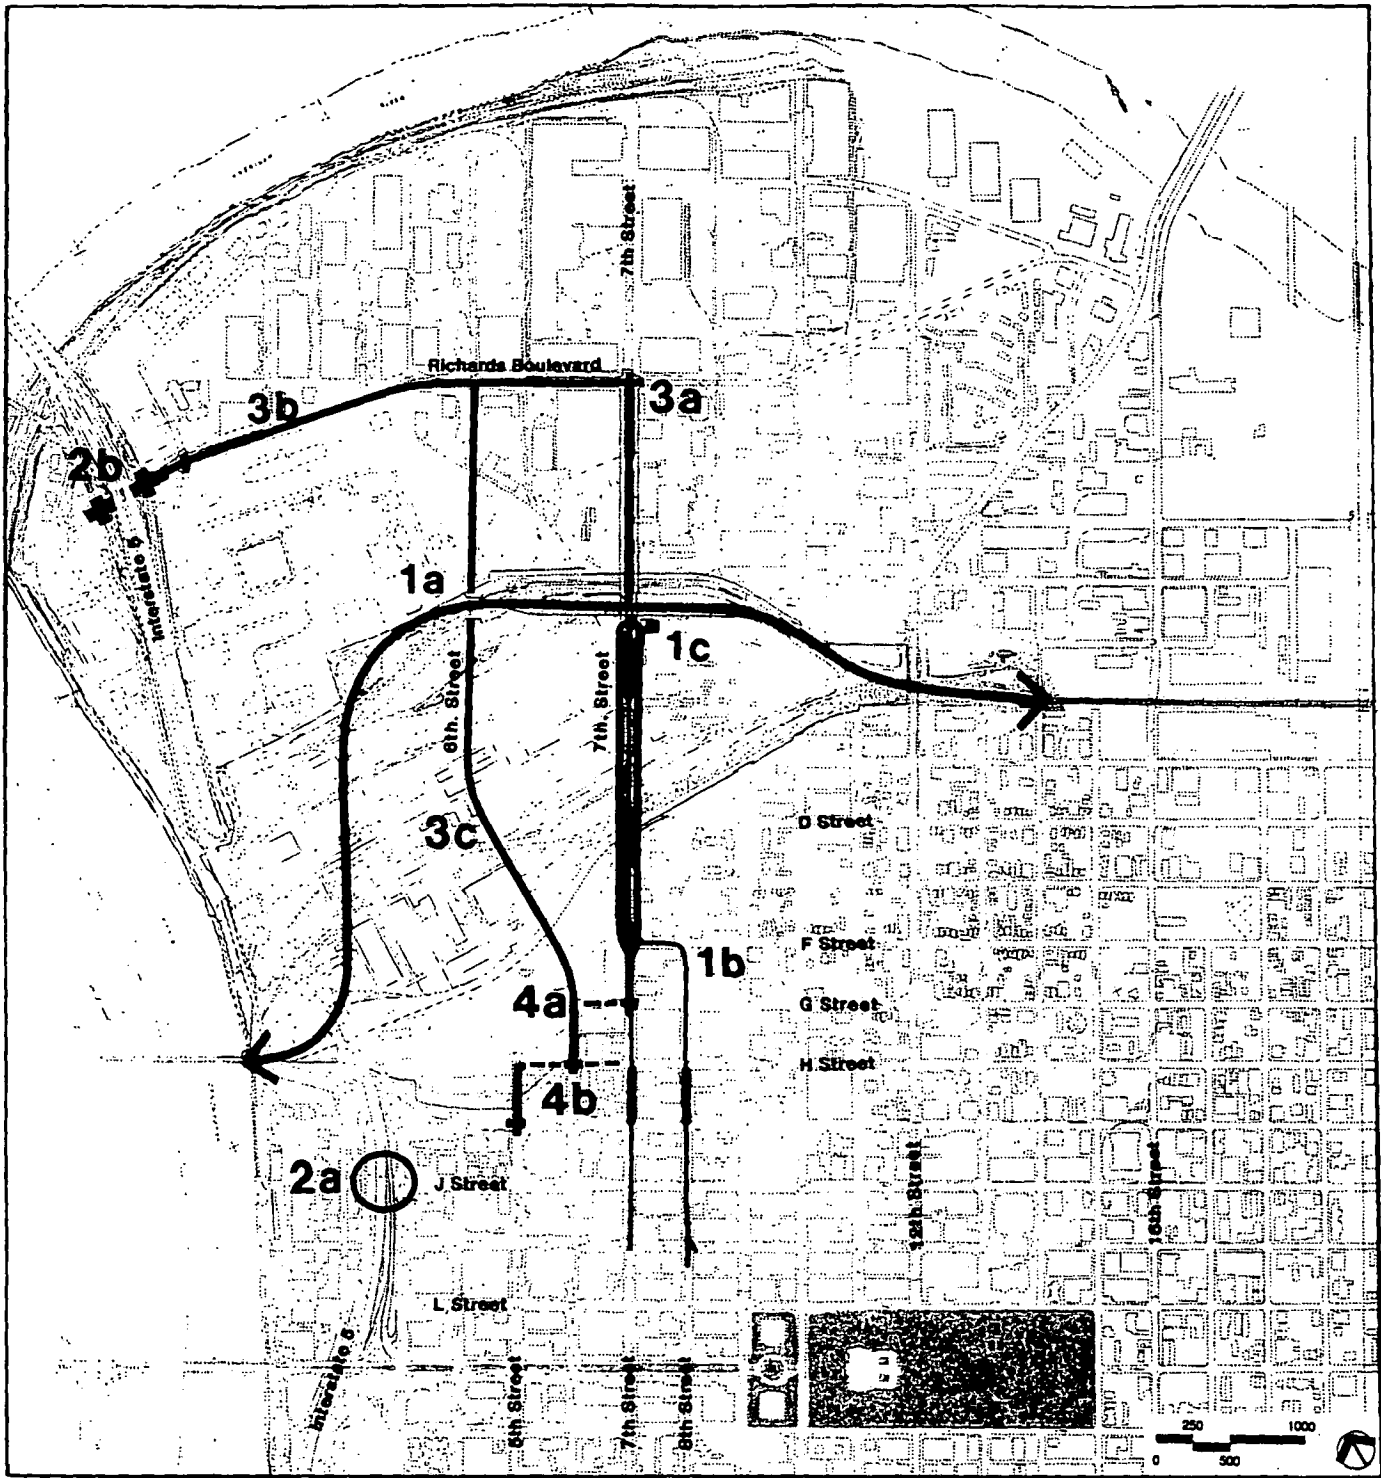 7th Street
Richards Boulevard
3b
3a
2b
Interstate 5
1a
1c
6th. Street
7th. Street
3c
D Street
F Street
1b
4a
G Street
H Street
4b
2a
J Street
12th Street
16th Street
L Street
Interstate 5
5th Street
7th Street
8th Street
250
1000
0
500